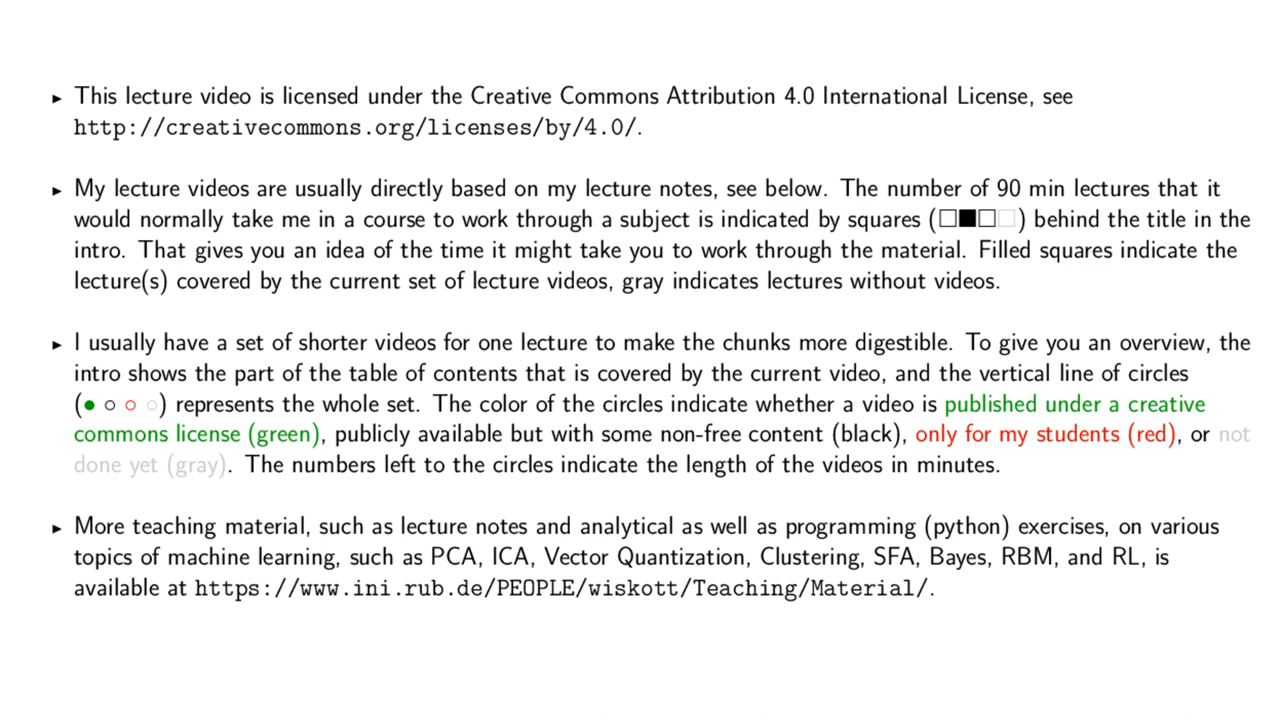 ▸ This lecture video is licensed under the Creative Commons Attribution 4.0 International License, see
http://creativecommons.org/licenses/by/4.0/.
▸ My lecture videos are usually directly based on my lecture notes, see below. The number of 90 min lectures that it
would normally take me in a course to work through a subject is indicated by squares (□■□□) behind the title in the
intro. That gives you an idea of the time it might take you to work through the material. Filled squares indicate the
lecture(s) covered by the current set of lecture videos, gray indicates lectures without videos.
▸ I usually have a set of shorter videos for one lecture to make the chunks more digestible. To give you an overview, the
intro shows the part of the table of contents that is covered by the current video, and the vertical line of circles
(● ○ ○ ○) represents the whole set. The color of the circles indicate whether a video is published under a creative
commons license (green), publicly available but with some non-free content (black), only for my students (red), or not
done yet (gray). The numbers left to the circles indicate the length of the videos in minutes.
▸ More teaching material, such as lecture notes and analytical as well as programming (python) exercises, on various
topics of machine learning, such as PCA, ICA, Vector Quantization, Clustering, SFA, Bayes, RBM, and RL, is
available at https://www.ini.rub.de/PEOPLE/wiskott/Teaching/Material/.